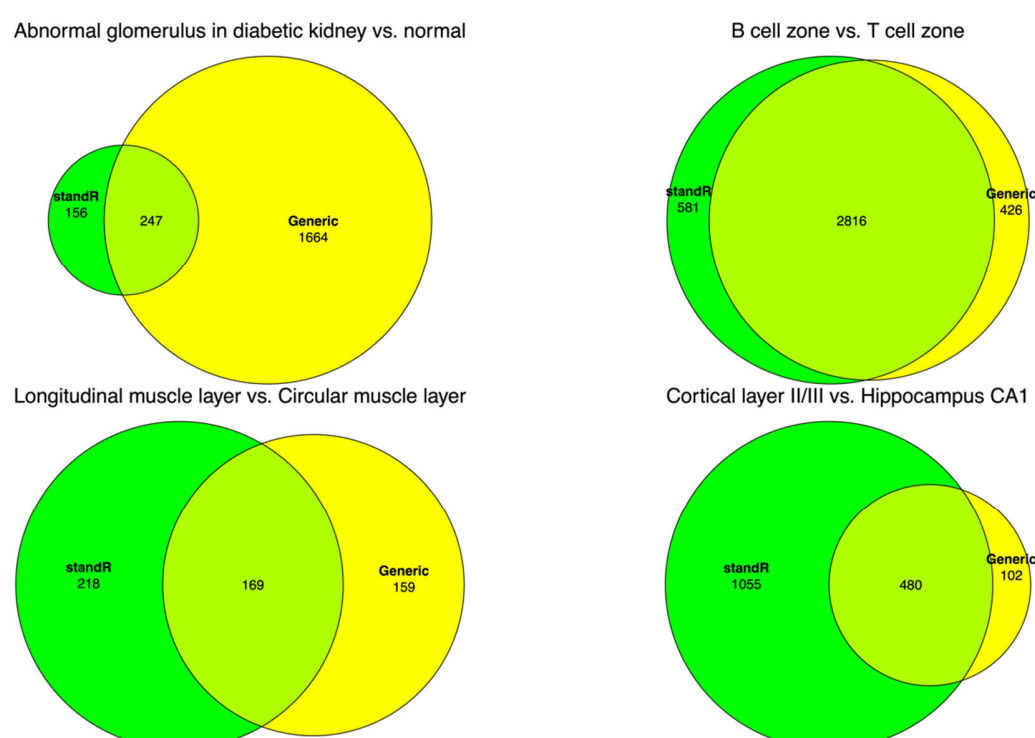 Abnormal glomerulus in diabetic kidney vs. normal
standR
156
247
Generic
1664
B cell zone vs. T cell zone
standR
581
2816
Generic
426
Longitudinal muscle layer vs. Circular muscle layer
standR
218
169
Generic
159
Cortical layer II/III vs. Hippocampus CA1
standR
1055
480
Generic
102